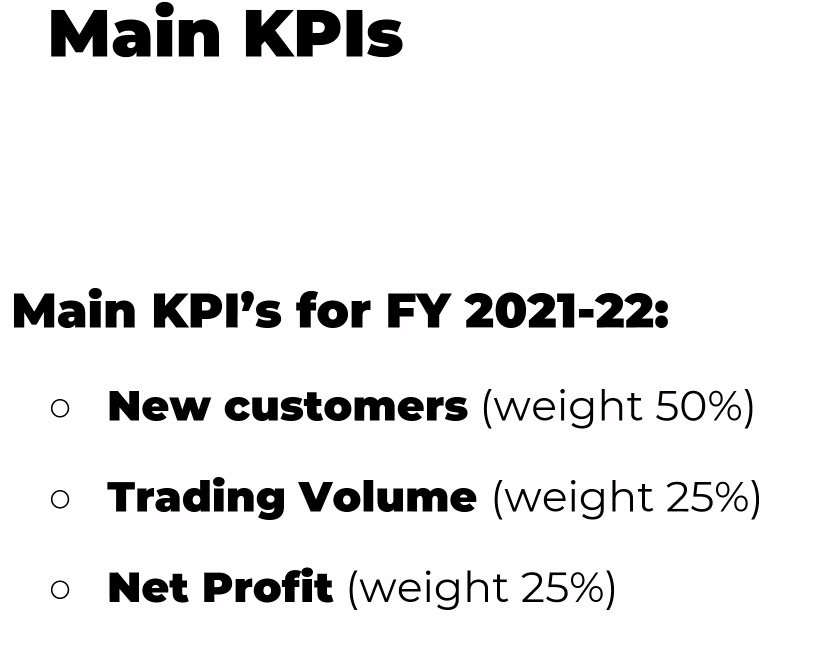 Main KPIs
Main KPI’s for FY 2021-22:
○ New customers (weight 50%)
○ Trading Volume (weight 25%)
○ Net Profit (weight 25%)